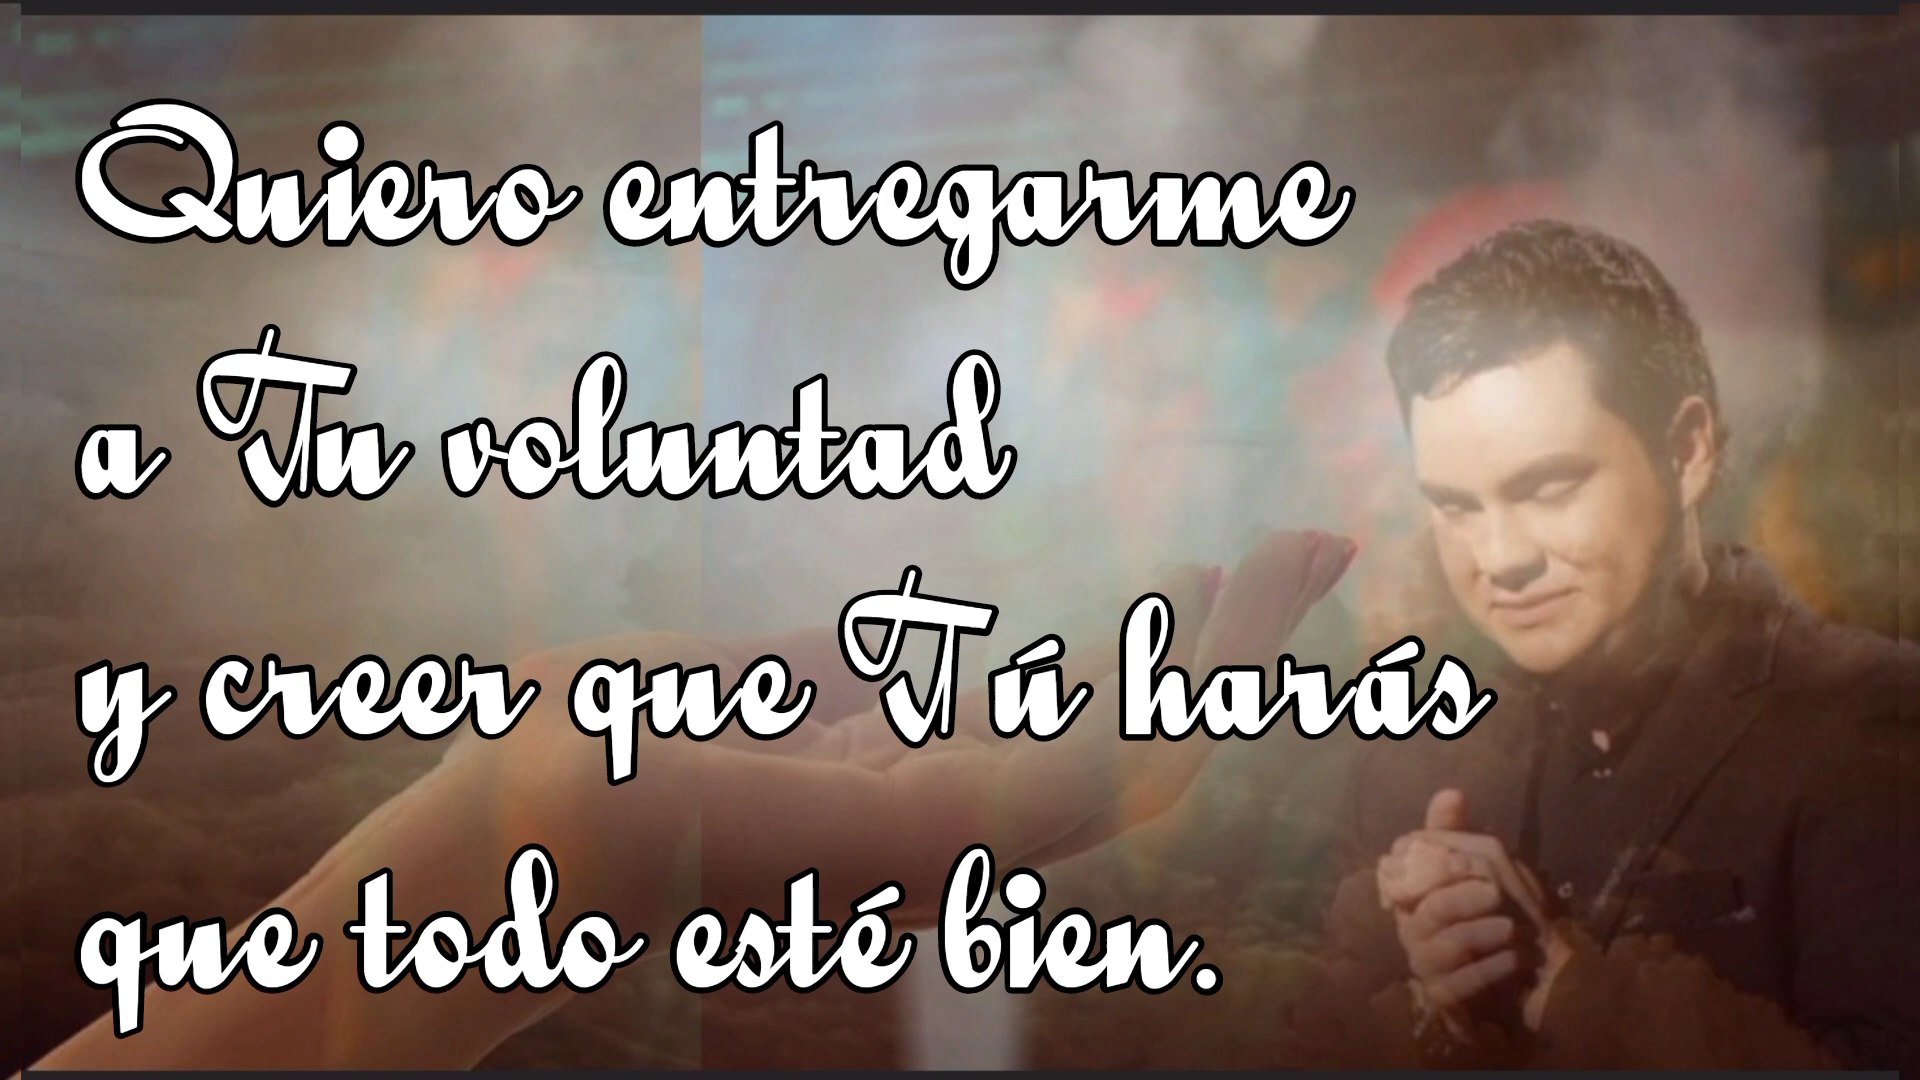 Quiero entregarme
a Tu voluntad
y creer que Tú harás
que todo esté bien.